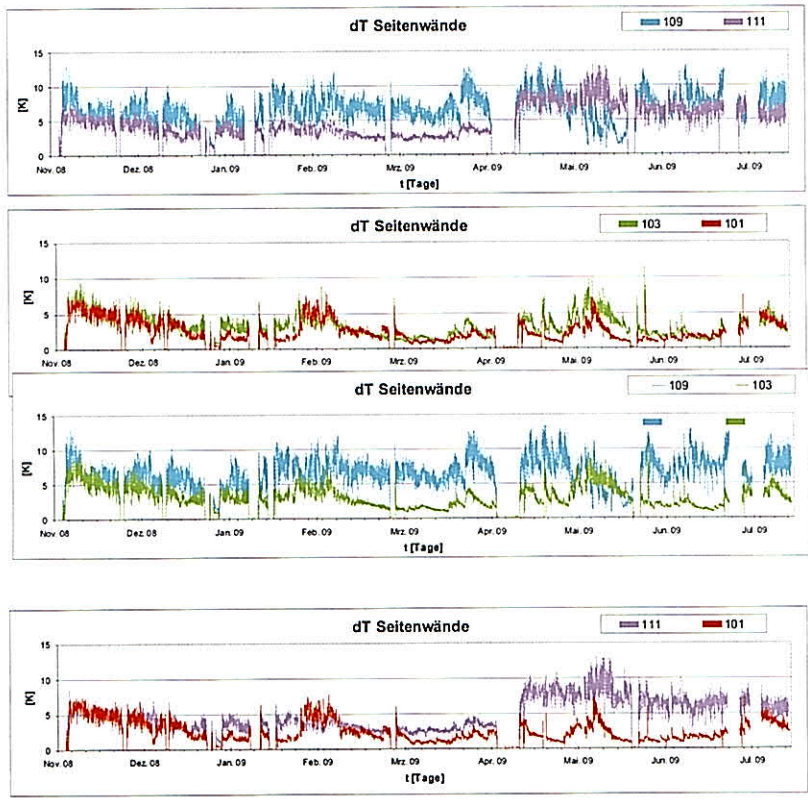 dT Seitenwände
109 111
15
10
5
0
[K]
Nov. 08 Dez. 08 Jan. 09 Feb. 09 Mrz. 09 Apr. 09 Mai. 09 Jun. 09 Jul. 09
t [Tage]
dT Seitenwände
103 101
15
10
5
0
[K]
Nov. 08 Dez. 08 Jan. 09 Feb. 09 Mrz. 09 Apr. 09 Mai. 09 Jun. 09 Jul. 09
dT Seitenwände
109 103
15
10
5
0
[K]
Nov. 08 Dez. 08 Jan. 09 Feb. 09 Mrz. 09 Apr. 09 Mai. 09 Jun. 09 Jul. 09
t [Tage]
dT Seitenwände
111 101
15
10
5
0
[K]
Nov. 08 Dez. 08 Jan. 09 Feb. 09 Mrz. 09 Apr. 09 Mai. 09 Jun. 09 Jul. 09
t [Tage]